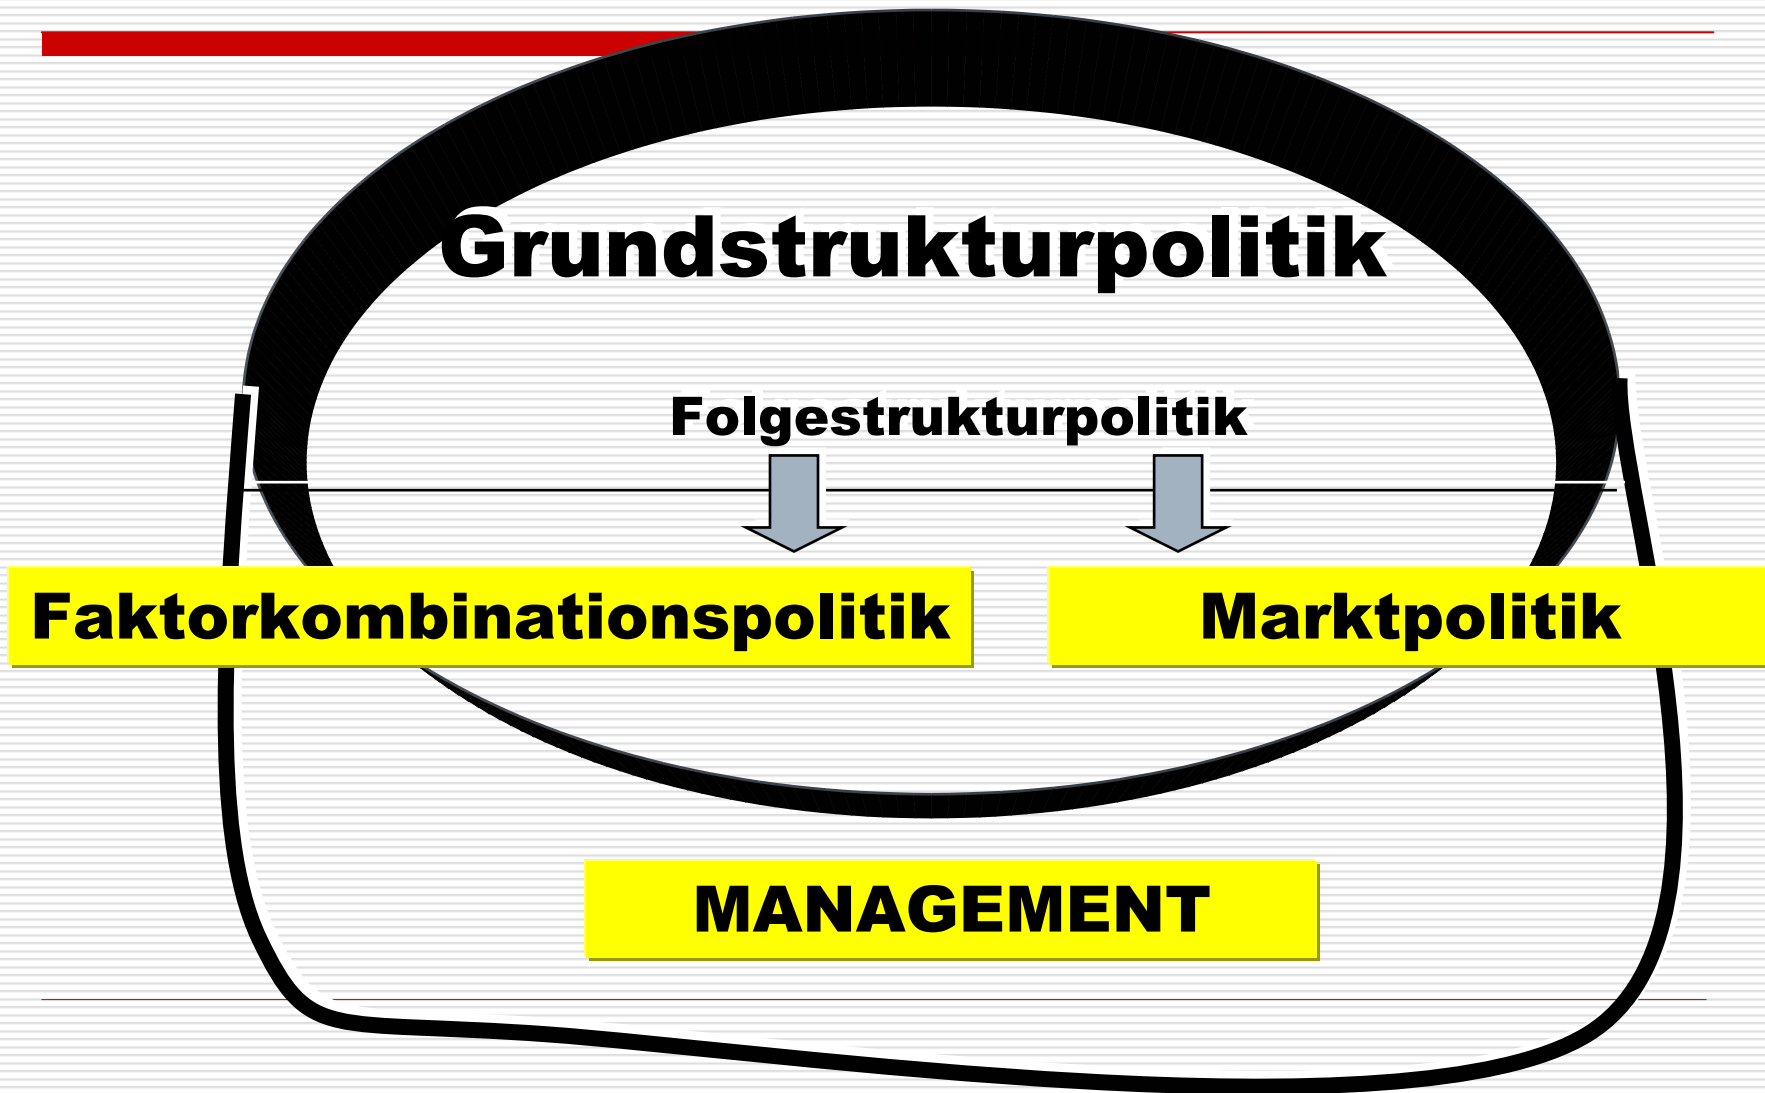 Grundstrukturpolitik
Folgestrukturpolitik
Faktorkombinationspolitik
Marktpolitik
MANAGEMENT